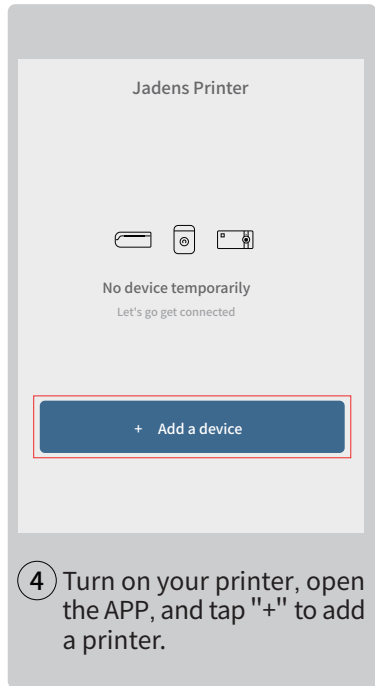 Jadens Printer
No device temporarily
Let's go get connected
+ Add a device
4 Turn on your printer, open
the APP, and tap "+" to add
a printer.